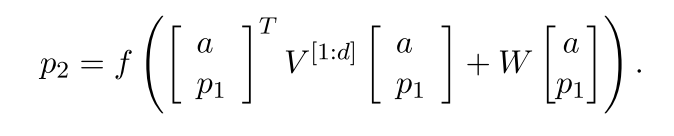 p_2 = f\left(\begin{bmatrix} a \\ p_1 \end{bmatrix}^T V^{[1:d]} \begin{bmatrix} a \\ p_1 \end{bmatrix} + W \begin{bmatrix} a \\ p_1 \end{bmatrix}\right).